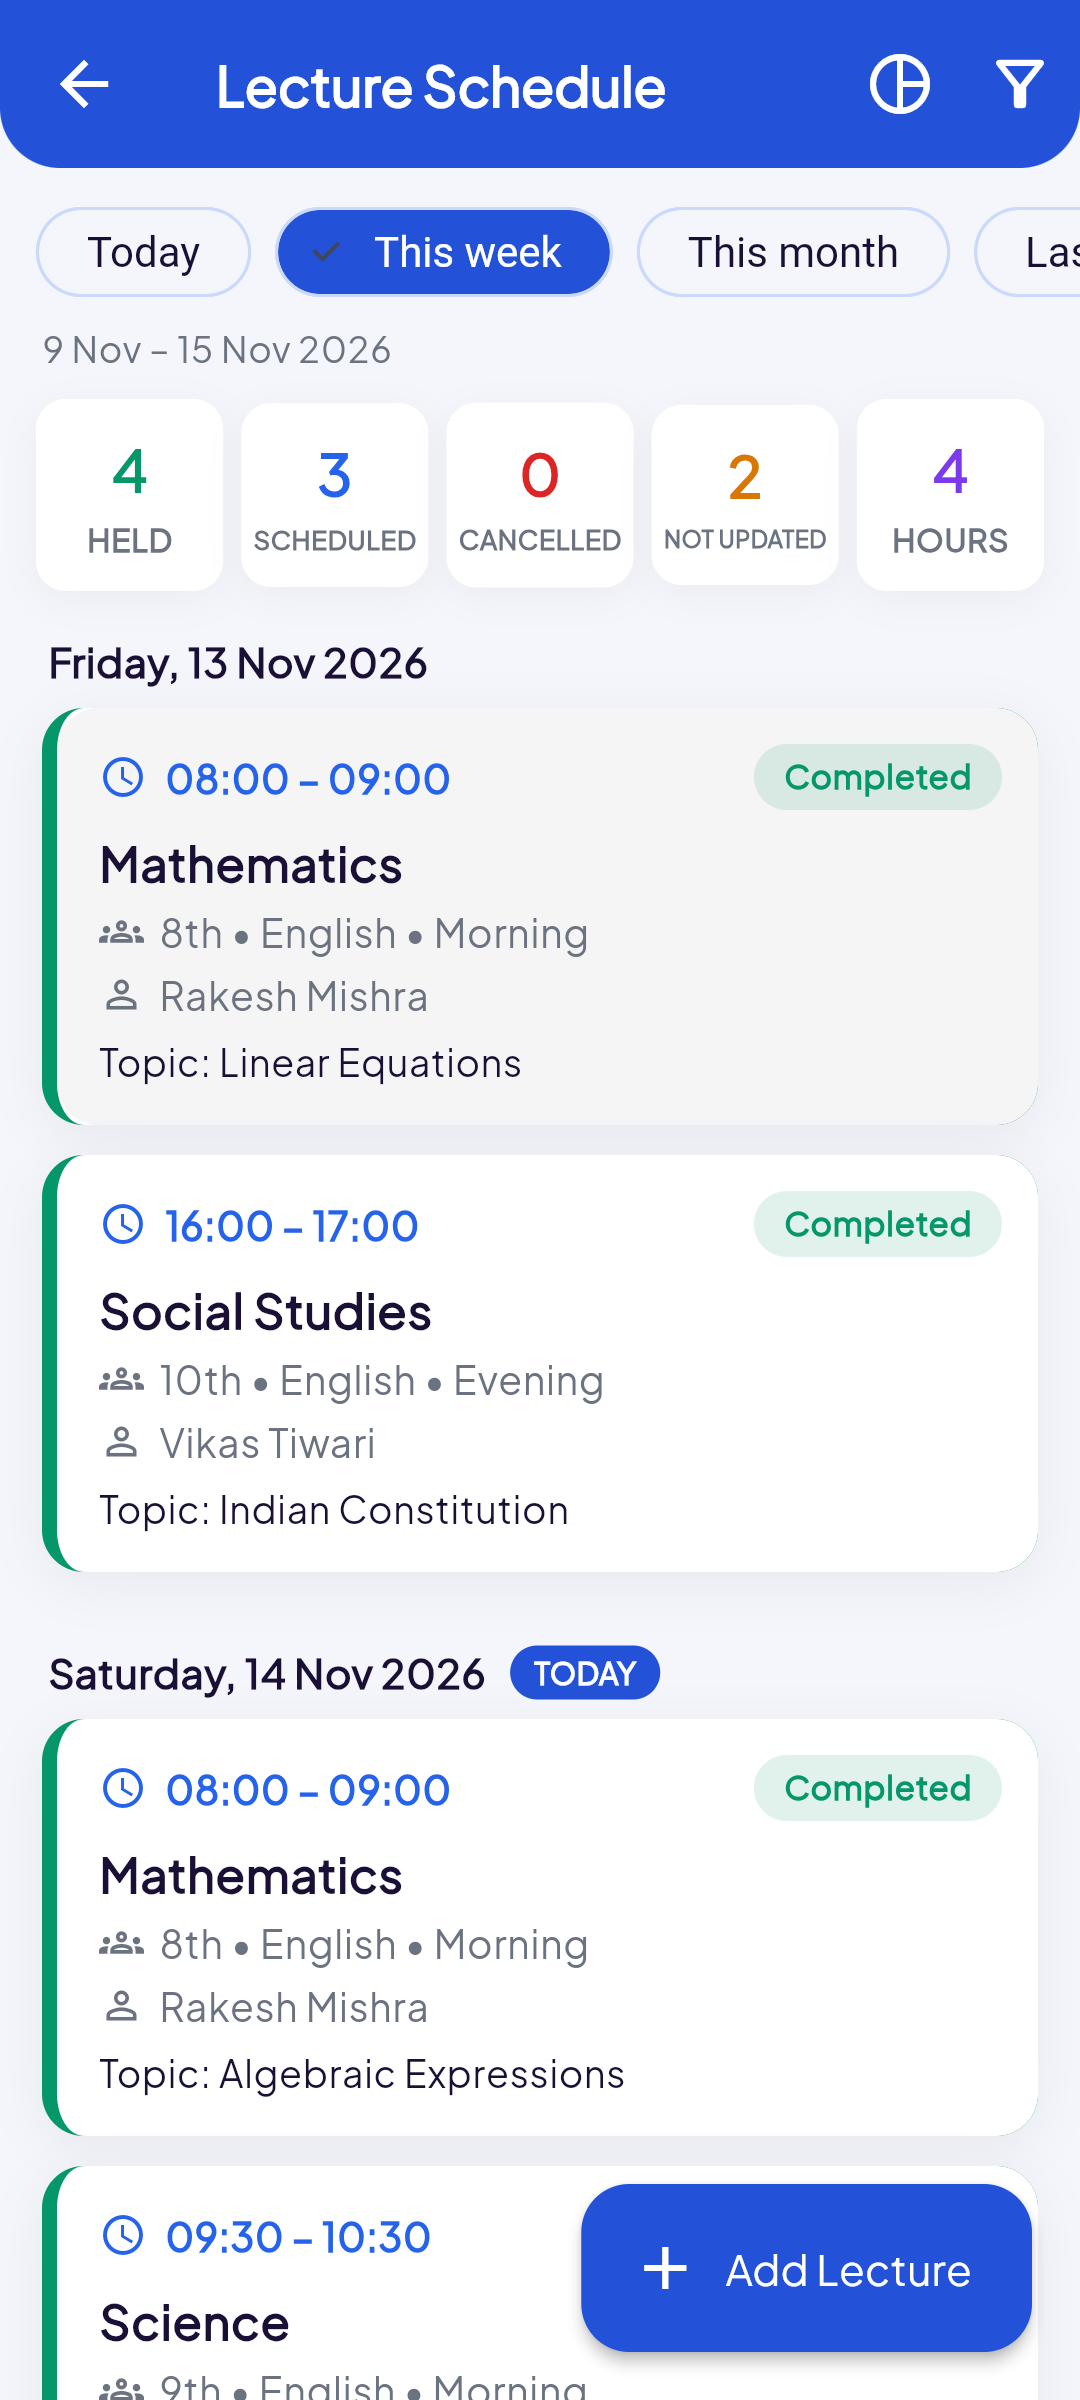 Lecture Schedule
Today
This week
This month
Las
9 Nov – 15 Nov 2026
4
HELD
3
SCHEDULED
0
CANCELLED
2
NOT UPDATED
4
HOURS
Friday, 13 Nov 2026
08:00 – 09:00
Completed
Mathematics
8th • English • Morning
Rakesh Mishra
Topic: Linear Equations
16:00 – 17:00
Completed
Social Studies
10th • English • Evening
Vikas Tiwari
Topic: Indian Constitution
Saturday, 14 Nov 2026
TODAY
08:00 – 09:00
Completed
Mathematics
8th • English • Morning
Rakesh Mishra
Topic: Algebraic Expressions
09:30 – 10:30
Science
Add Lecture
9th • English • Morning